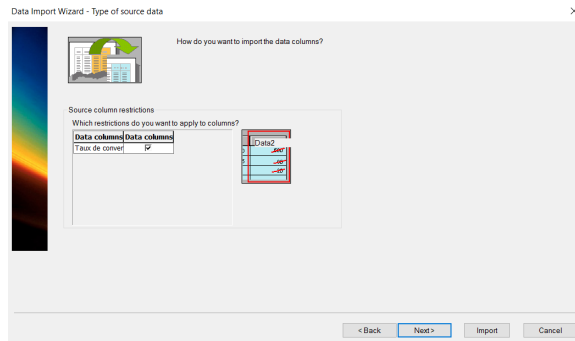 Data Import Wizard - Type of source data
How do you want to import the data columns?
Source column restrictions
Which restrictions do you want to apply to columns?
Data columns Data columns
Taux de conver
Data2
< Back Next > Import Cancel